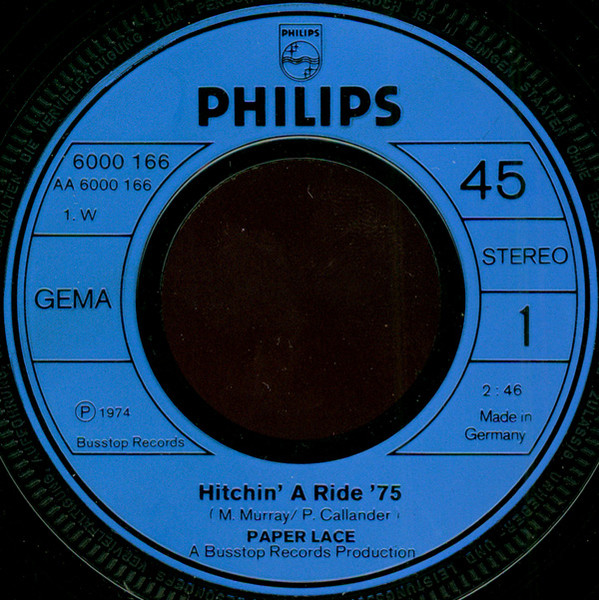 PHILIPS
PHILIPS
6000 166
AA 6000 166
1. W
GEMA
℗ 1974
Busstop Records
45
STEREO
1
2:46
Made in
Germany
Hitchin' A Ride '75
( M. Murray/ P. Callander )
PAPER LACE
A Busstop Records Production